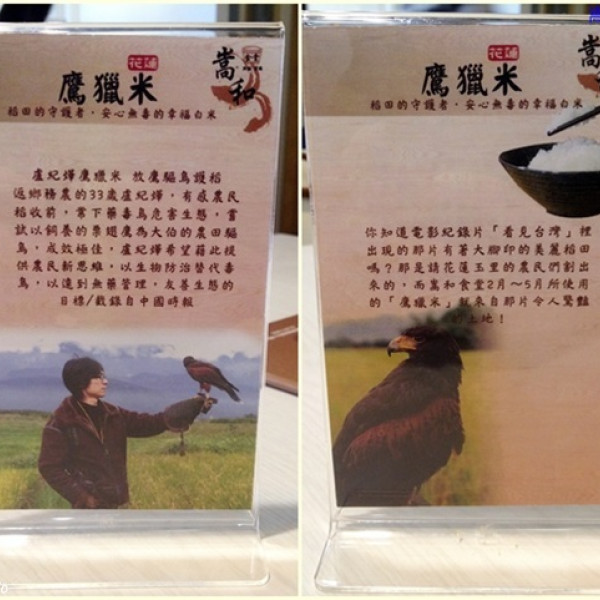 花蓮
鷹獵米
嵩和
稻田的守護者,安心無毒的幸福白米
盧紀燁鷹獵米 放鷹驅鳥護稻
返鄉務農的33歲盧紀燁,有感農民
稻收前,常下藥毒鳥危害生態,嘗
試以飼養的栗翅鷹為大伯的農田驅
鳥,成效極佳,盧紀燁希望藉此提
供農民新思維,以生物防治替代毒
鳥,以達到無藥管理,友善生態的
目標/截錄自中國時報
花蓮
鷹獵米
嵩和
稻田的守護者,安心無毒的幸福白米
你知道電影紀錄片「看見台灣」裡
出現的那片有著大腳印的美麗稻田
嗎?那是請花蓮玉里的農民們割出
來的,而嵩和食堂2月~5月所使用
的「鷹獵米」就來自那片令人驚豔
土地!